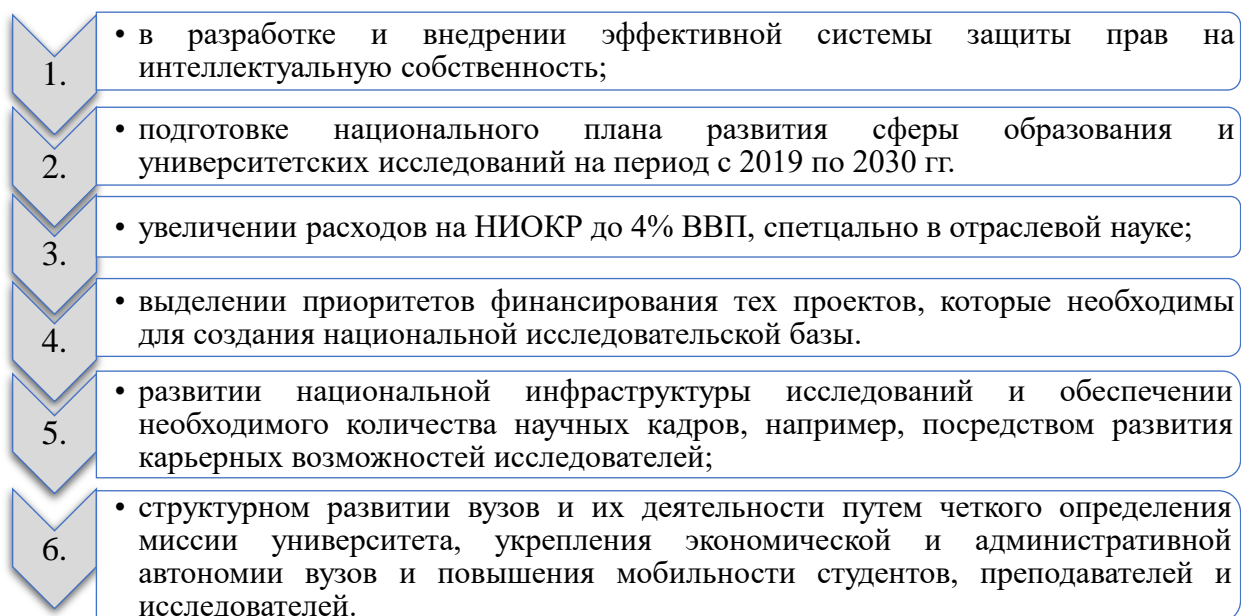 1.
• в разработке и внедрении эффективной системы защиты прав на
интеллектуальную собственность;
2.
• подготовке национального плана развития сферы образования и
университетских исследований на период с 2019 по 2030 гг.
3.
• увеличении расходов на НИОКР до 4% ВВП, спетцально в отраслевой науке;
4.
• выделении приоритетов финансирования тех проектов, которые необходимы
для создания национальной исследовательской базы.
5.
• развитии национальной инфраструктуры исследований и обеспечении
необходимого количества научных кадров, например, посредством развития
карьерных возможностей исследователей;
6.
• структурном развитии вузов и их деятельности путем четкого определения
миссии университета, укрепления экономической и административной
автономии вузов и повышения мобильности студентов, преподавателей и
исследователей.